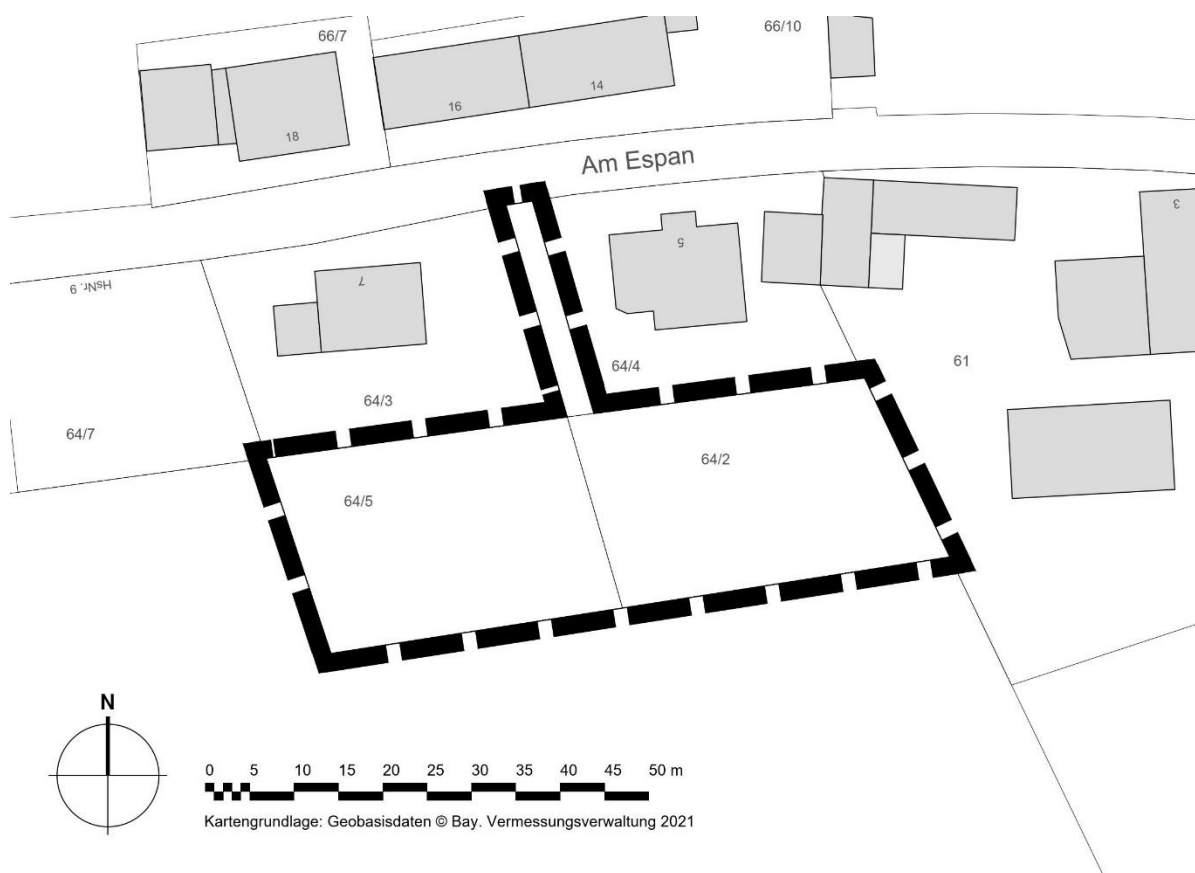 66/7
66/10
16
14
18
Am Espan
3
5
7
HsNr. 9
61
64/4
64/3
64/7
64/2
64/5
N
0 5 10 15 20 25 30 35 40 45 50 m
Kartengrundlage: Geobasisdaten © Bay. Vermessungsverwaltung 2021